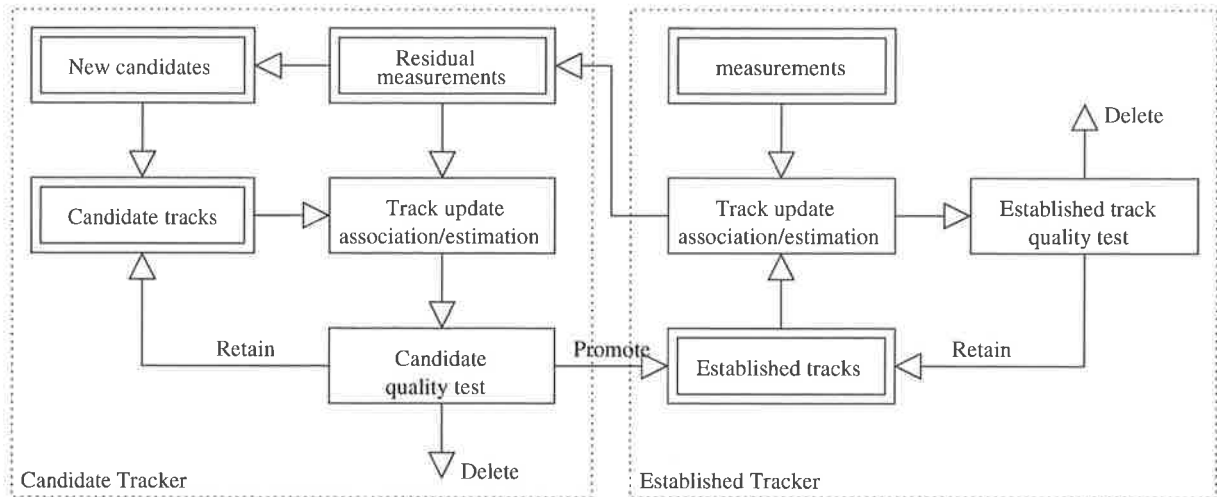 New candidates
Residual
measurements
measurements
Delete
Candidate tracks
Track update
association/estimation
Track update
association/estimation
Established track
quality test
Retain
Candidate
quality test
Promote
Established tracks
Retain
Delete
Candidate Tracker
Established Tracker